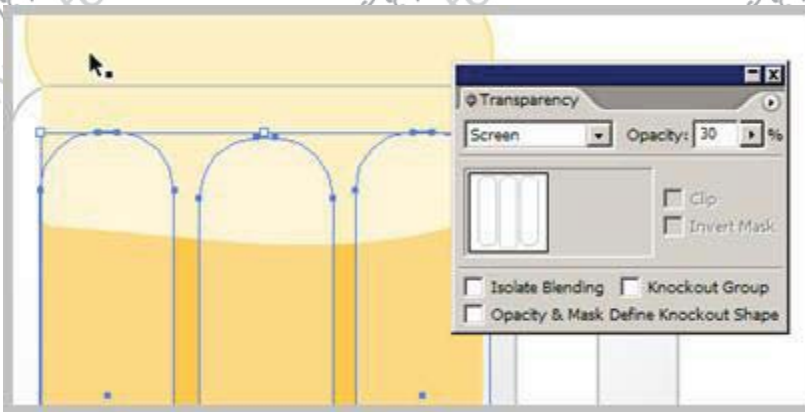 Transparency
Screen Opacity: 30 %
Clip
Invert Mask
Isolate Blending Knockout Group
Opacity & Mask Define Knockout Shape